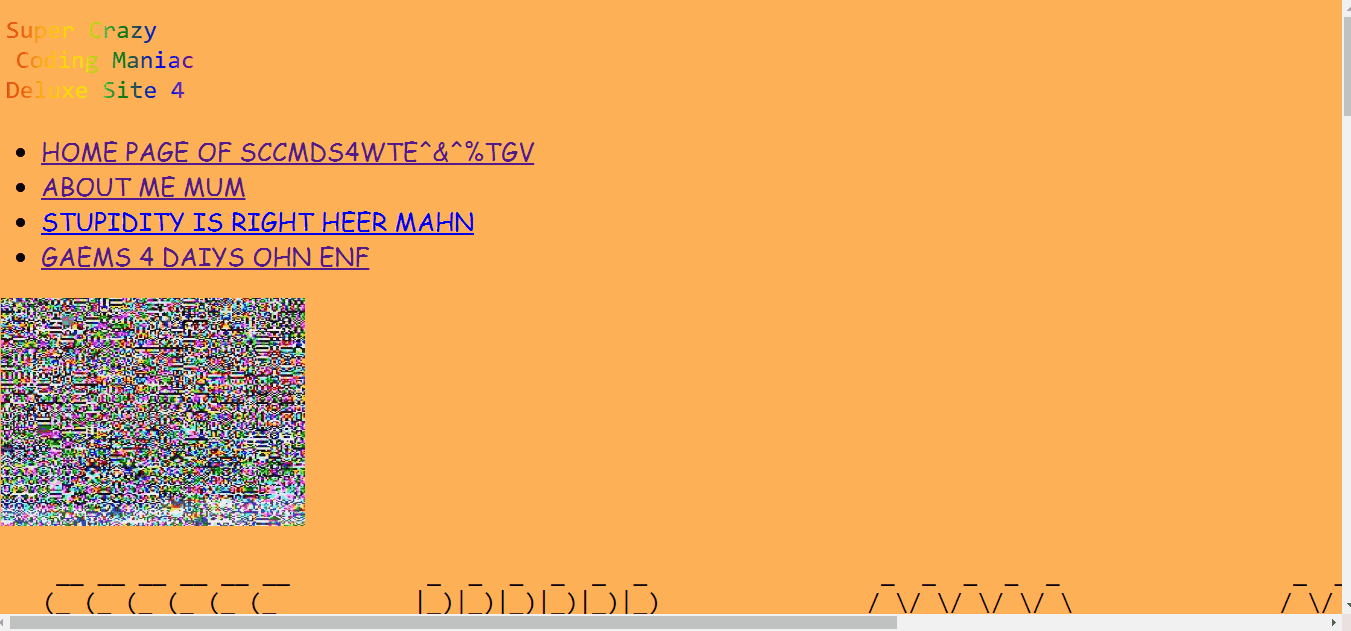 Super Crazy
Coding Maniac
Deluxe Site 4
HOME PAGE OF SCCMDS4WTE^&^%TGV
ABOUT ME MUM
STUPIDITY IS RIGHT HEER MAHN
GAEMS 4 DAIYS OHN ENF